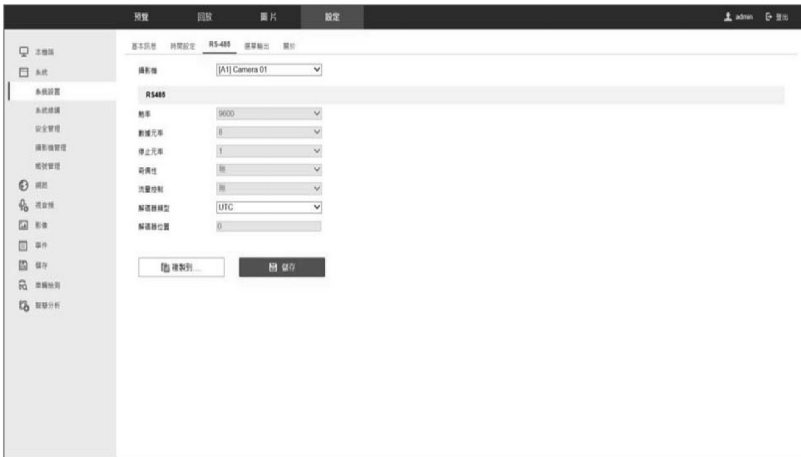 預覽 回放 圖片 設定 admin 登出
基本訊息 時間設定 RS-485 選單輸出 關於
本機端
系統
系統設置
系統維護
安全管理
攝影機管理
帳號管理
網路
視音頻
影像
事件
儲存
車輛檢測
智慧分析
攝影機 [A1] Camera 01
RS485
鮑率 9600
數據元率 8
停止元率 1
奇偶性 無
流量控制 無
解碼器類型 UTC
解碼器位置 0
複製到... 儲存